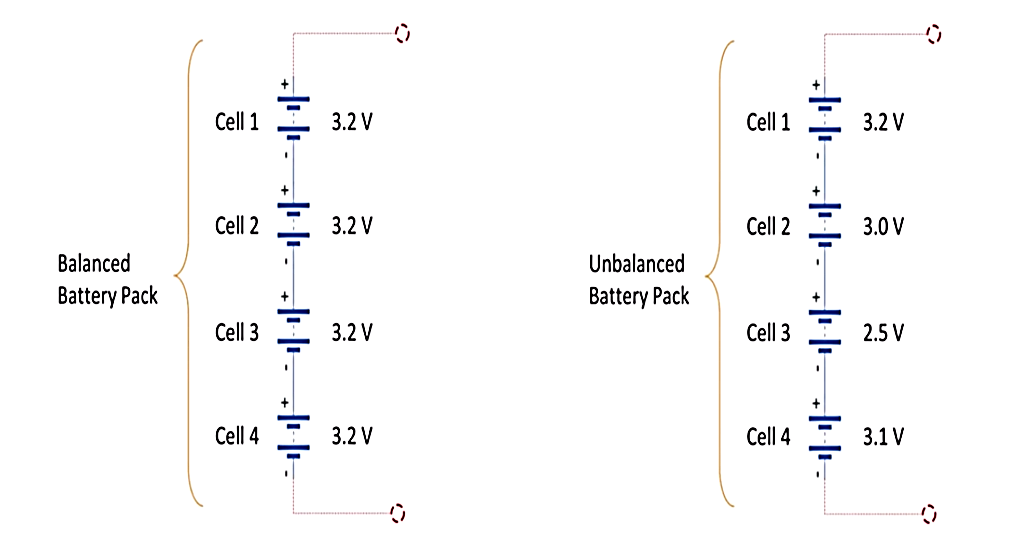 +
Cell 1 3.2 V
-
+
Cell 2 3.2 V
-
Balanced
Battery Pack
+
Cell 3 3.2 V
-
+
Cell 4 3.2 V
-
+
Cell 1 3.2 V
-
+
Cell 2 3.0 V
-
Unbalanced
Battery Pack
+
Cell 3 2.5 V
-
+
Cell 4 3.1 V
-